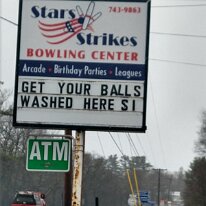 743-9863
Stars &
Strikes
BOWLING CENTER
Arcade • Birthday Parties • Leagues
GET YOUR BALLS
WASHED HERE $1
ATM